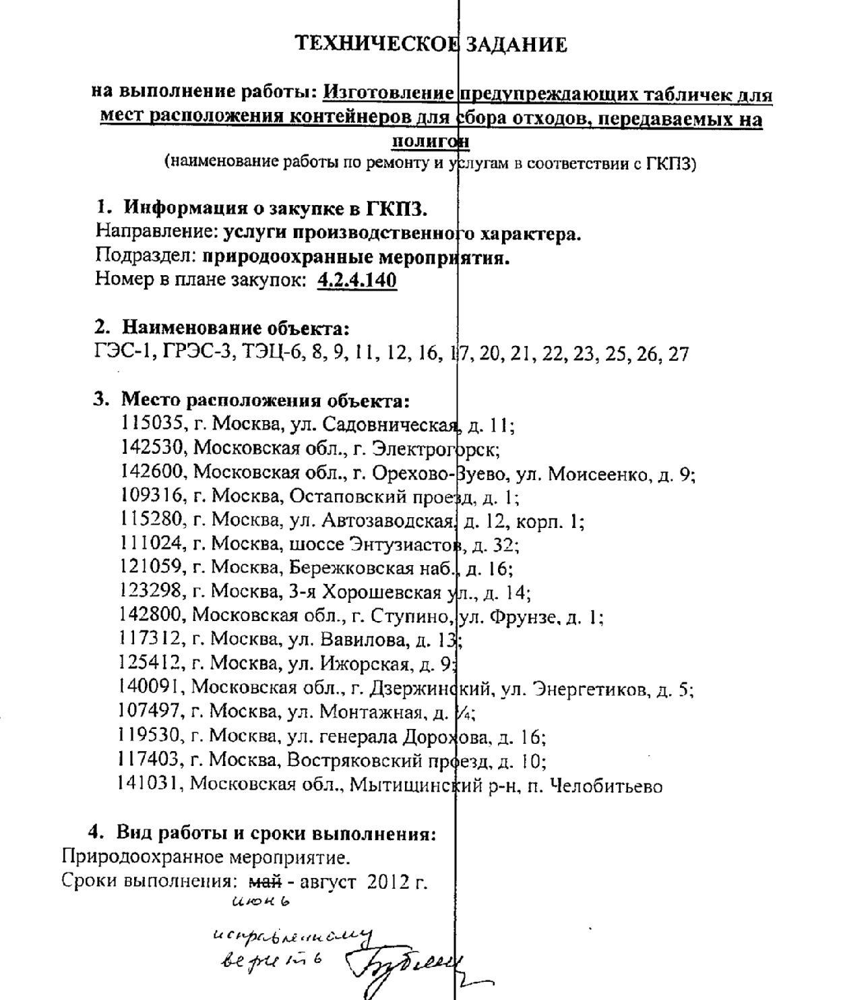 ТЕХНИЧЕСКОЕ ЗАДАНИЕ
на выполнение работы: Изготовление предупреждающих табличек для
мест расположения контейнеров для сбора отходов, передаваемых на
полигон
(наименование работы по ремонту и услугам в соответствии с ГКПЗ)
1. Информация о закупке в ГКПЗ.
Направление: услуги производственного характера.
Подраздел: природоохранные мероприятия.
Номер в плане закупок: 4.2.4.140
2. Наименование объекта:
ГЭС-1, ГРЭС-3, ТЭЦ-6, 8, 9, 11, 12, 16, 17, 20, 21, 22, 23, 25, 26, 27
3. Место расположения объекта:
115035, г. Москва, ул. Садовническая, д. 11;
142530, Московская обл., г. Электрогорск;
142600, Московская обл., г. Орехово-Зуево, ул. Моисеенко, д. 9;
109316, г. Москва, Остаповский проезд, д. 1;
115280, г. Москва, ул. Автозаводская, д. 12, корп. 1;
111024, г. Москва, шоссе Энтузиастов, д. 32;
121059, г. Москва, Бережковская наб., д. 16;
123298, г. Москва, 3-я Хорошевская ул., д. 14;
142800, Московская обл., г. Ступино, ул. Фрунзе, д. 1;
117312, г. Москва, ул. Вавилова, д. 13;
125412, г. Москва, ул. Ижорская, д. 9;
140091, Московская обл., г. Дзержинский, ул. Энергетиков, д. 5;
107497, г. Москва, ул. Монтажная, д. ¼;
119530, г. Москва, ул. генерала Дорохова, д. 16;
117403, г. Москва, Востряковский проезд, д. 10;
141031, Московская обл., Мытищинский р-н, п. Челобитьево
4. Вид работы и сроки выполнения:
Природоохранное мероприятие.
Сроки выполнения: май - август 2012 г.
июнь
исправленному
верить